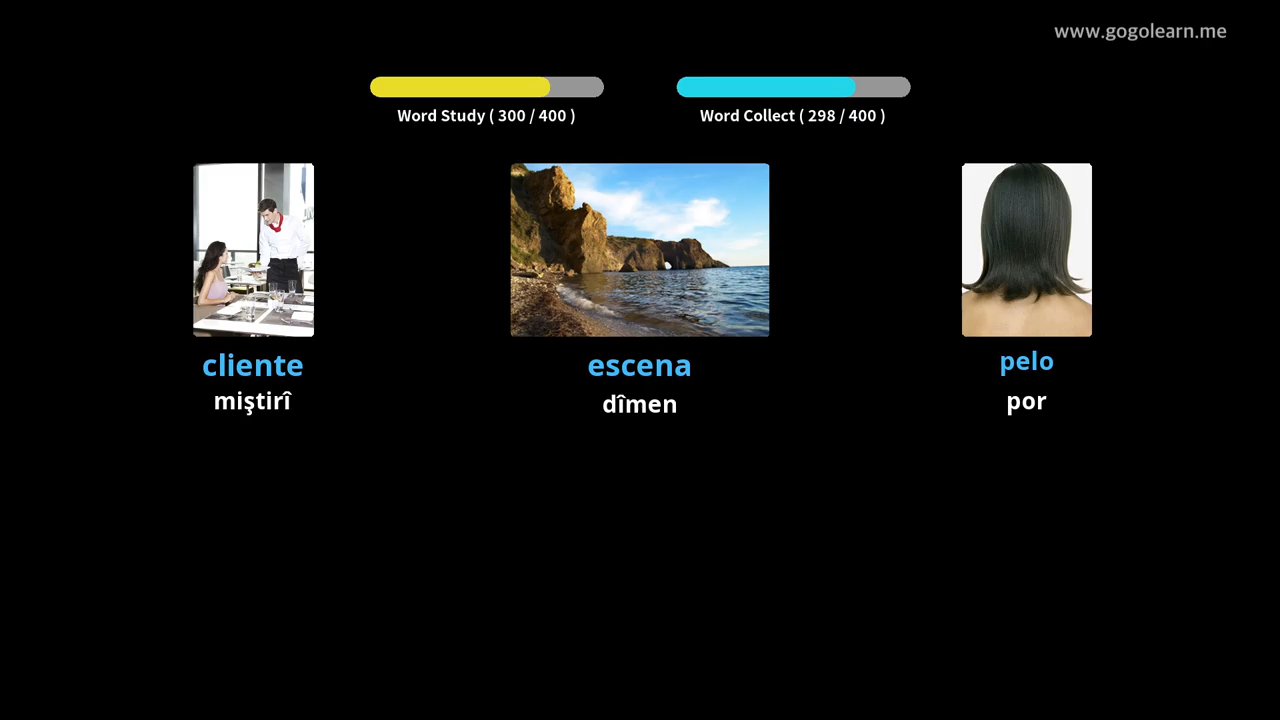 www.gogolearn.me
Word Study ( 300 / 400 )
Word Collect ( 298 / 400 )
cliente
miştirî
escena
dîmen
pelo
por